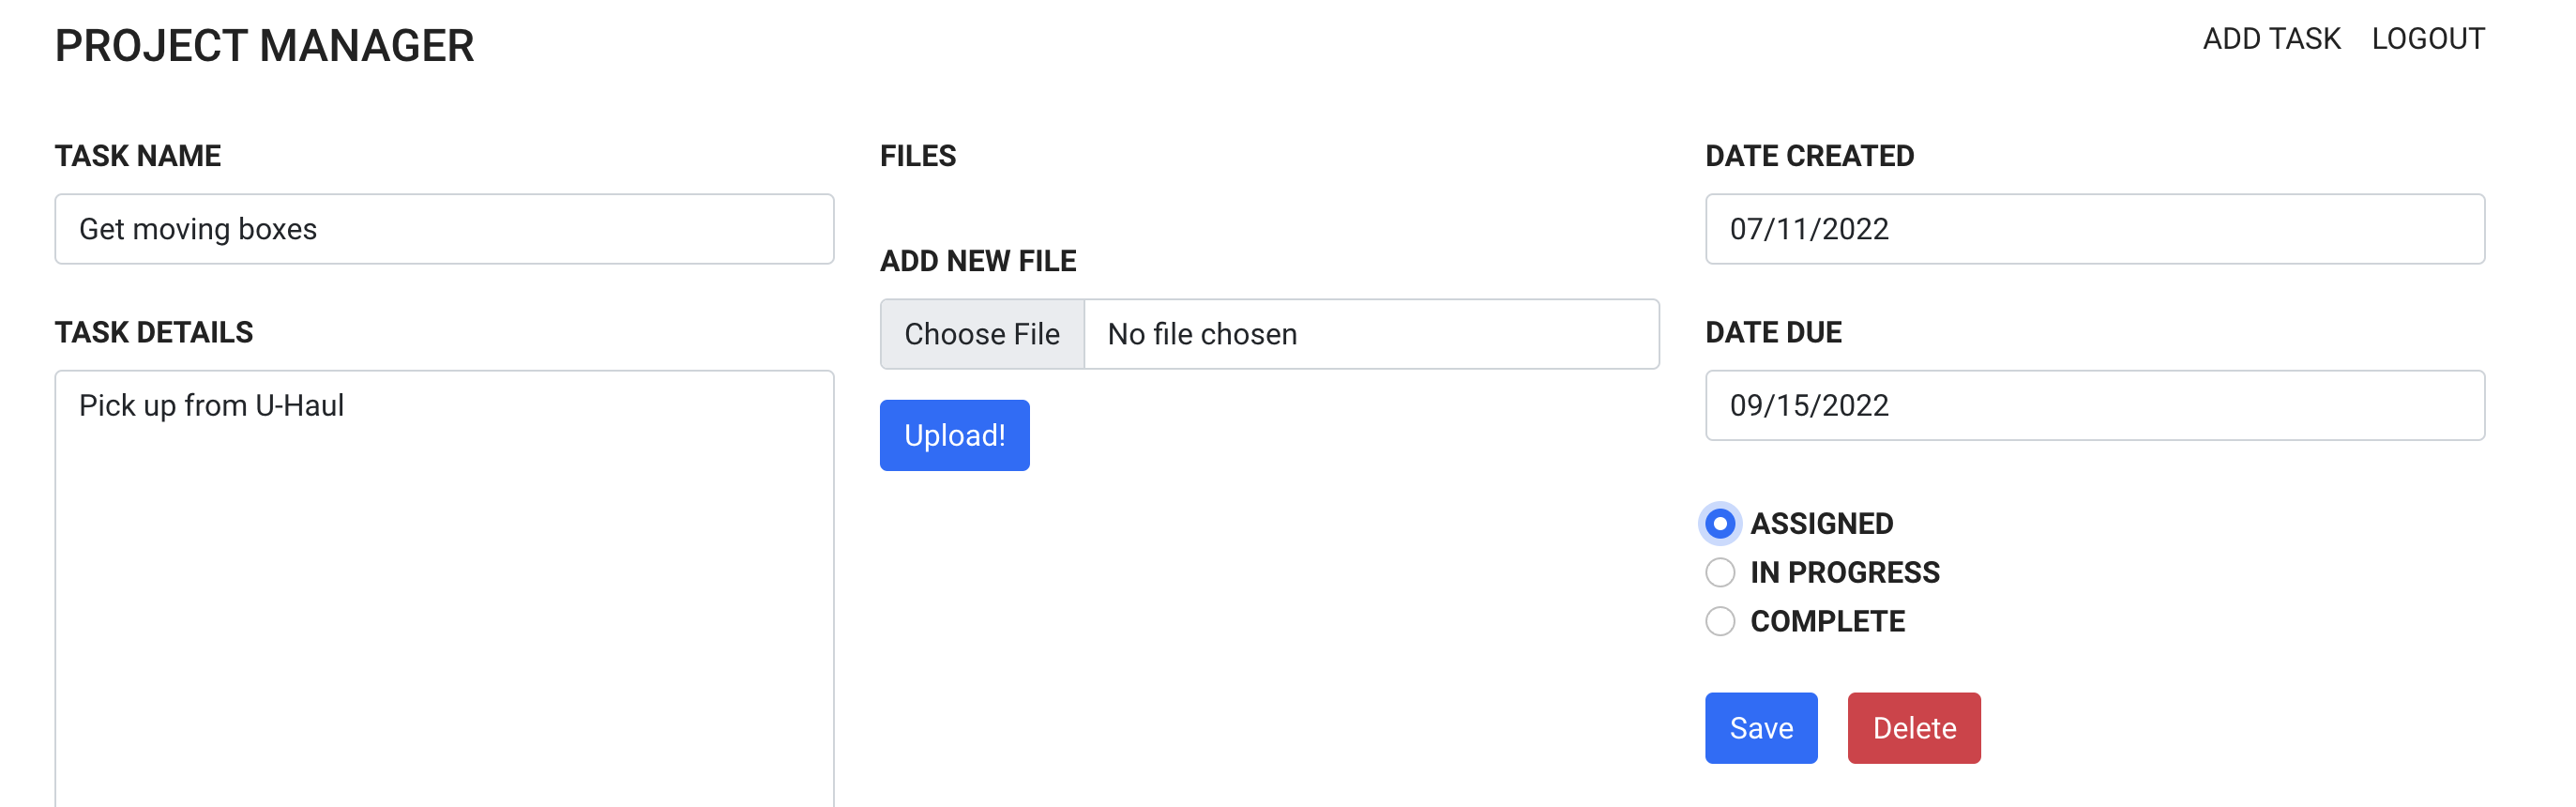 PROJECT MANAGER
ADD TASK LOGOUT
TASK NAME
Get moving boxes
TASK DETAILS
Pick up from U-Haul
FILES
ADD NEW FILE
Choose File No file chosen
Upload!
DATE CREATED
07/11/2022
DATE DUE
09/15/2022
ASSIGNED
IN PROGRESS
COMPLETE
Save Delete